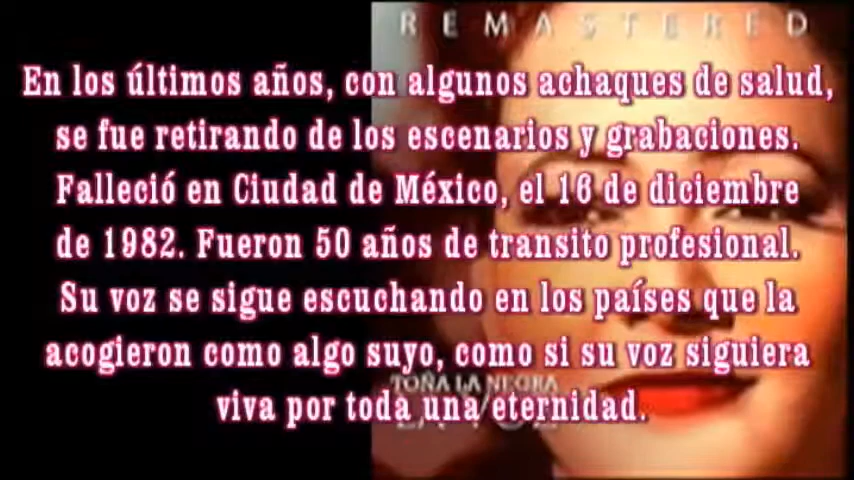 REMASTERED
En los últimos años, con algunos achaques de salud,
se fue retirando de los escenarios y grabaciones.
Falleció en Ciudad de México, el 16 de diciembre
de 1982. Fueron 50 años de transito profesional.
Su voz se sigue escuchando en los países que la
acogieron como algo suyo, como si su voz siguiera
TOÑA LA NEGRA
viva por toda una eternidad.
LA VOZ